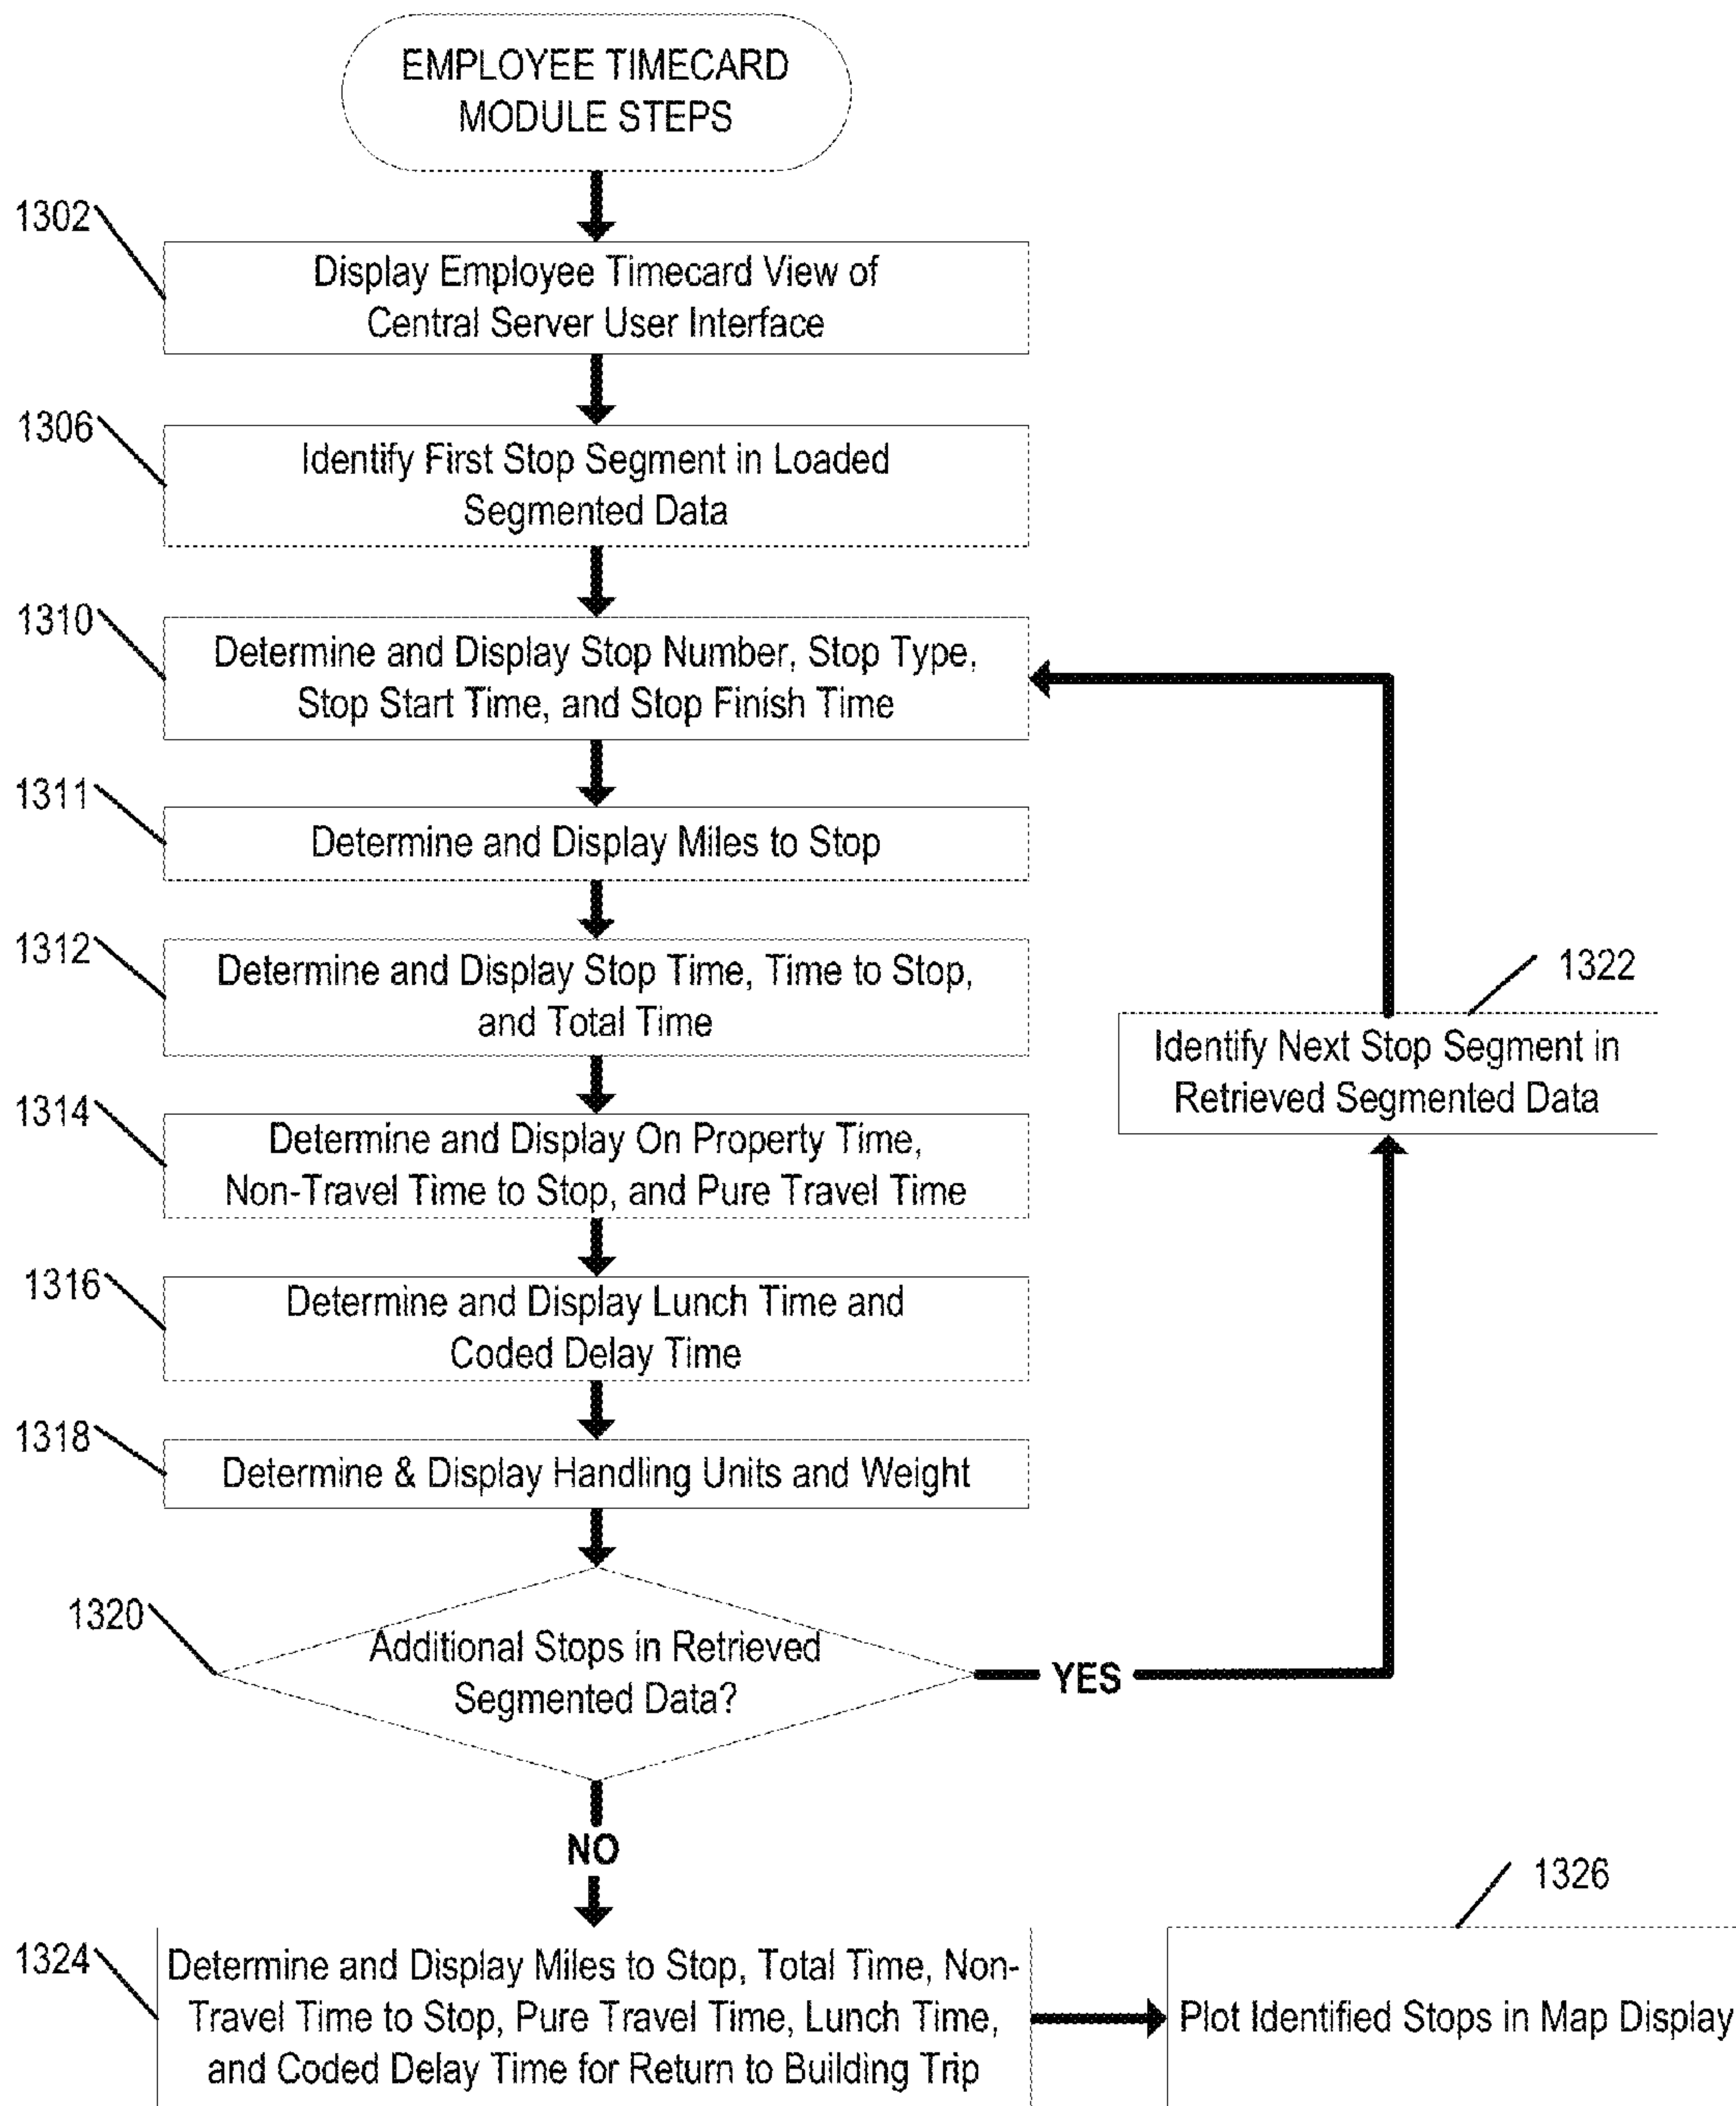 EMPLOYEE TIMECARD
MODULE STEPS
1302
Display Employee Timecard View of
Central Server User Interface
1306
Identify First Stop Segment in Loaded
Segmented Data
1310
Determine and Display Stop Number, Stop Type,
Stop Start Time, and Stop Finish Time
1311
Determine and Display Miles to Stop
1312
Determine and Display Stop Time, Time to Stop,
and Total Time
1322
Identify Next Stop Segment in
Retrieved Segmented Data
1314
Determine and Display On Property Time,
Non-Travel Time to Stop, and Pure Travel Time
1316
Determine and Display Lunch Time and
Coded Delay Time
1318
Determine & Display Handling Units and Weight
1320
Additional Stops in Retrieved
Segmented Data?
YES
NO
1324
Determine and Display Miles to Stop, Total Time, Non-
Travel Time to Stop, Pure Travel Time, Lunch Time,
and Coded Delay Time for Return to Building Trip
1326
Plot Identified Stops in Map Display